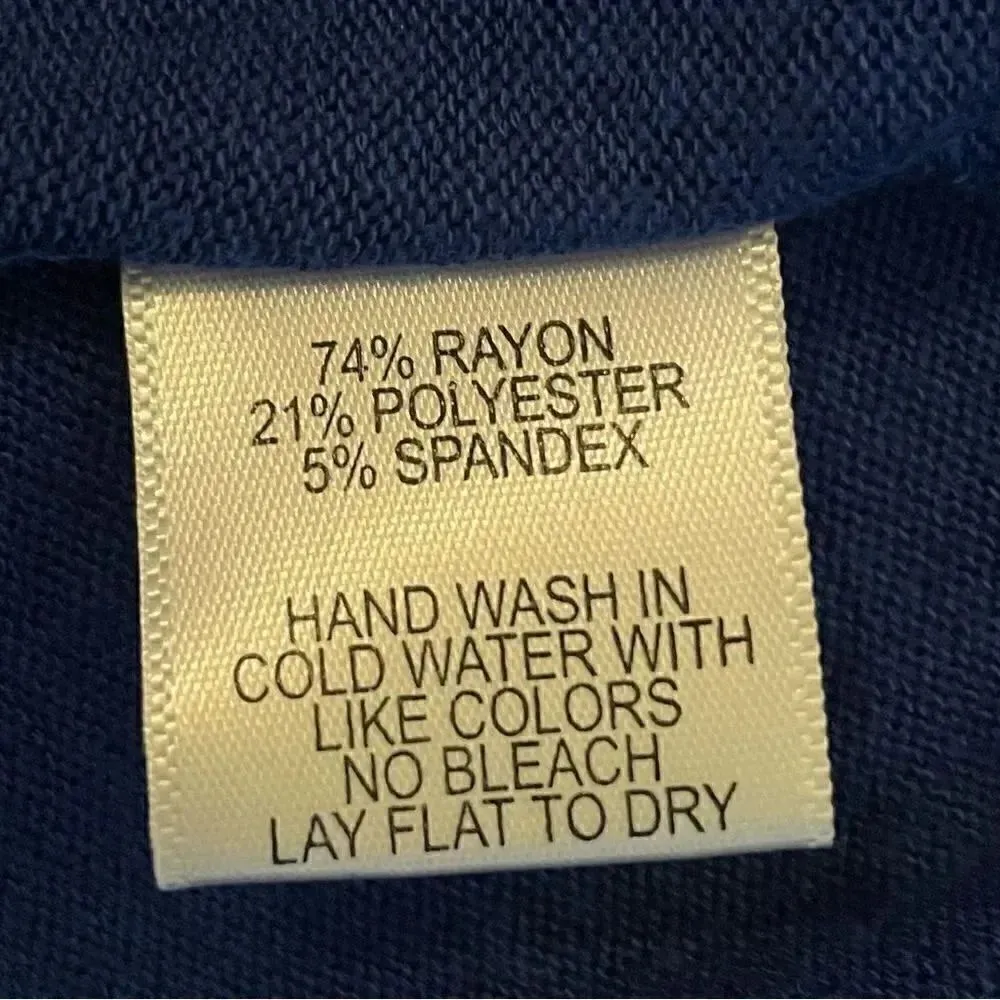 74% RAYON
21% POLYESTER
5% SPANDEX
HAND WASH IN
COLD WATER WITH
LIKE COLORS
NO BLEACH
LAY FLAT TO DRY